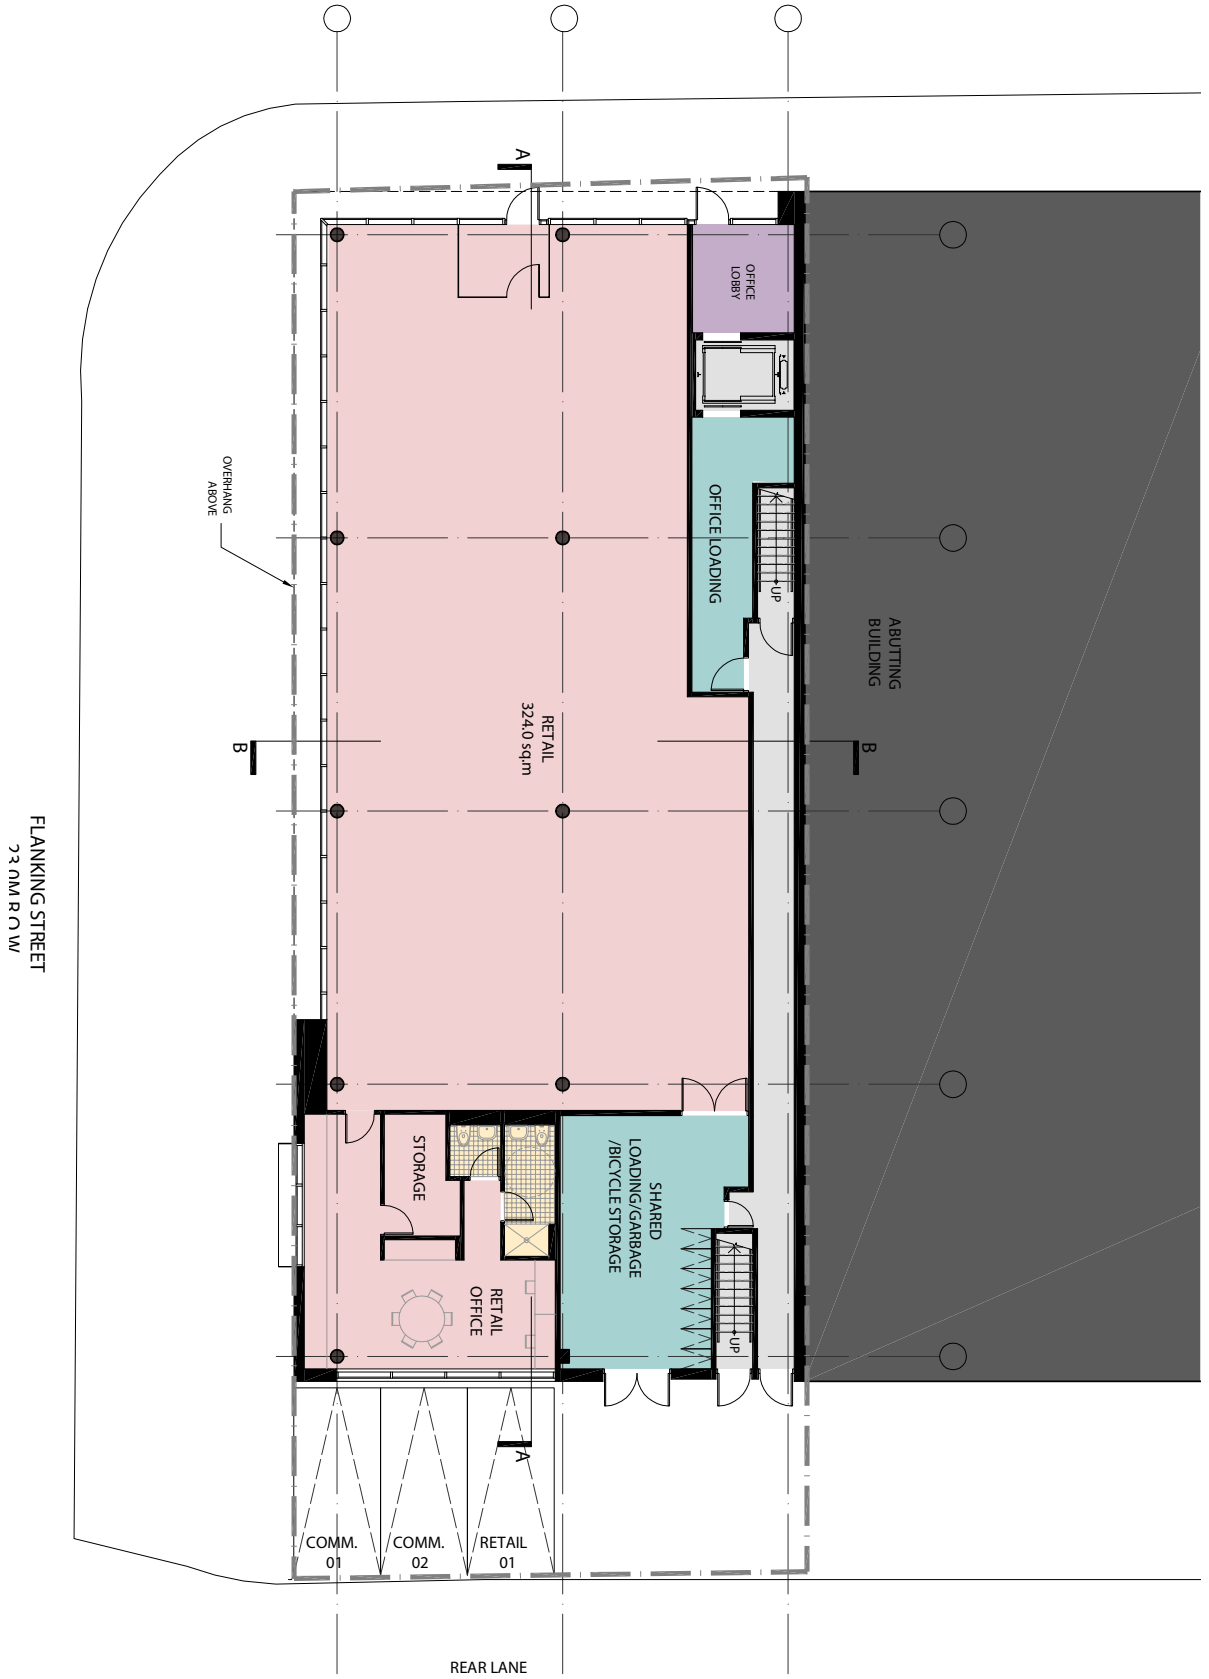 A
OFFICE
LOBBY
OVERHANG
ABOVE
OFFICE LOADING
UP
ABUTTING
BUILDING
RETAIL
324.0 sq.m
B
B
FLANKING STREET
STORAGE
SHARED
LOADING/GARBAGE
/BICYCLE STORAGE
RETAIL
OFFICE
UP
A
COMM.
01
COMM.
02
RETAIL
01
REAR LANE